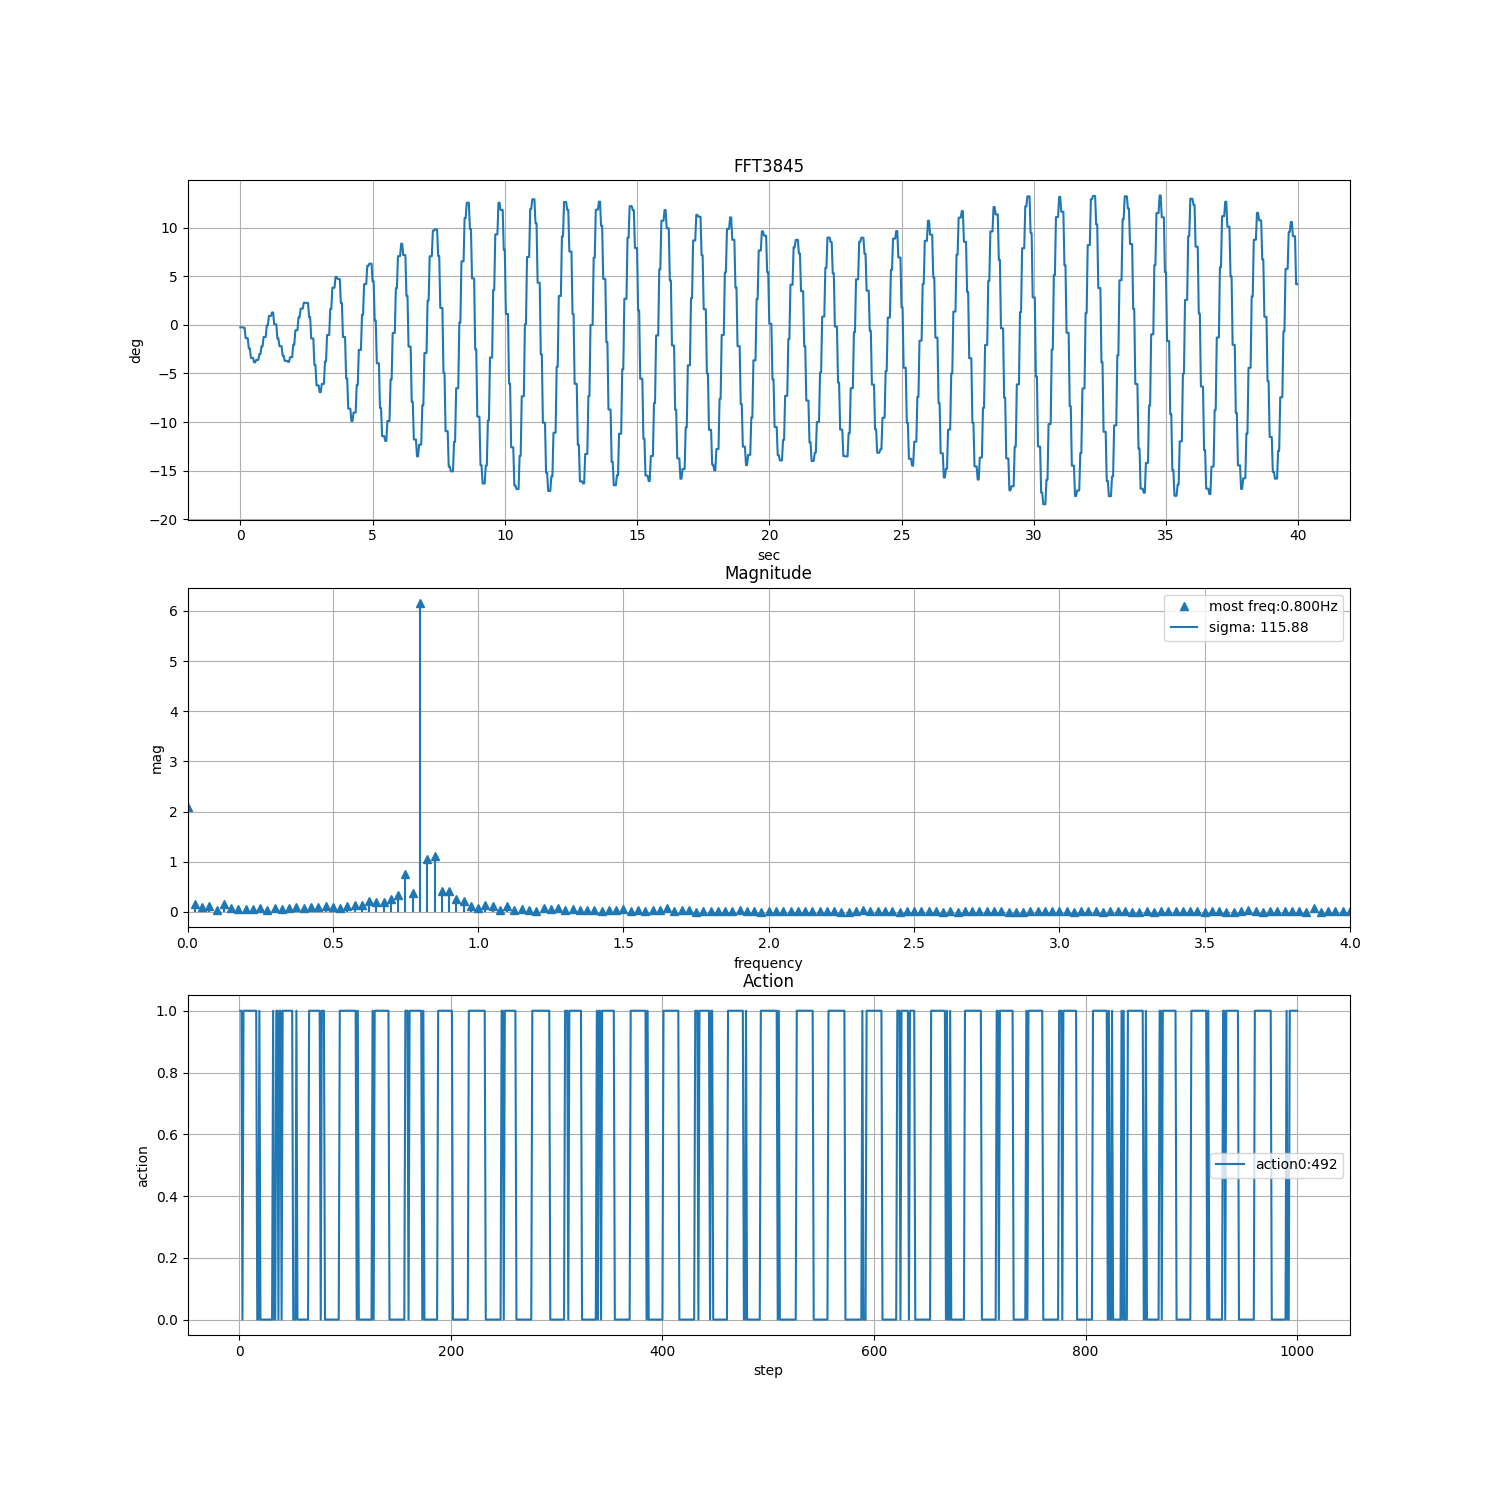 FFT3845
10
5
0
−5
−10
−15
−20
deg
0 5 10 15 20 25 30 35 40
sec
Magnitude
6
5
4
3
2
1
0
mag
most freq:0.800Hz
sigma: 115.88
0.0 0.5 1.0 1.5 2.0 2.5 3.0 3.5 4.0
frequency
Action
1.0
0.8
0.6
0.4
0.2
0.0
action
action0:492
0 200 400 600 800 1000
step